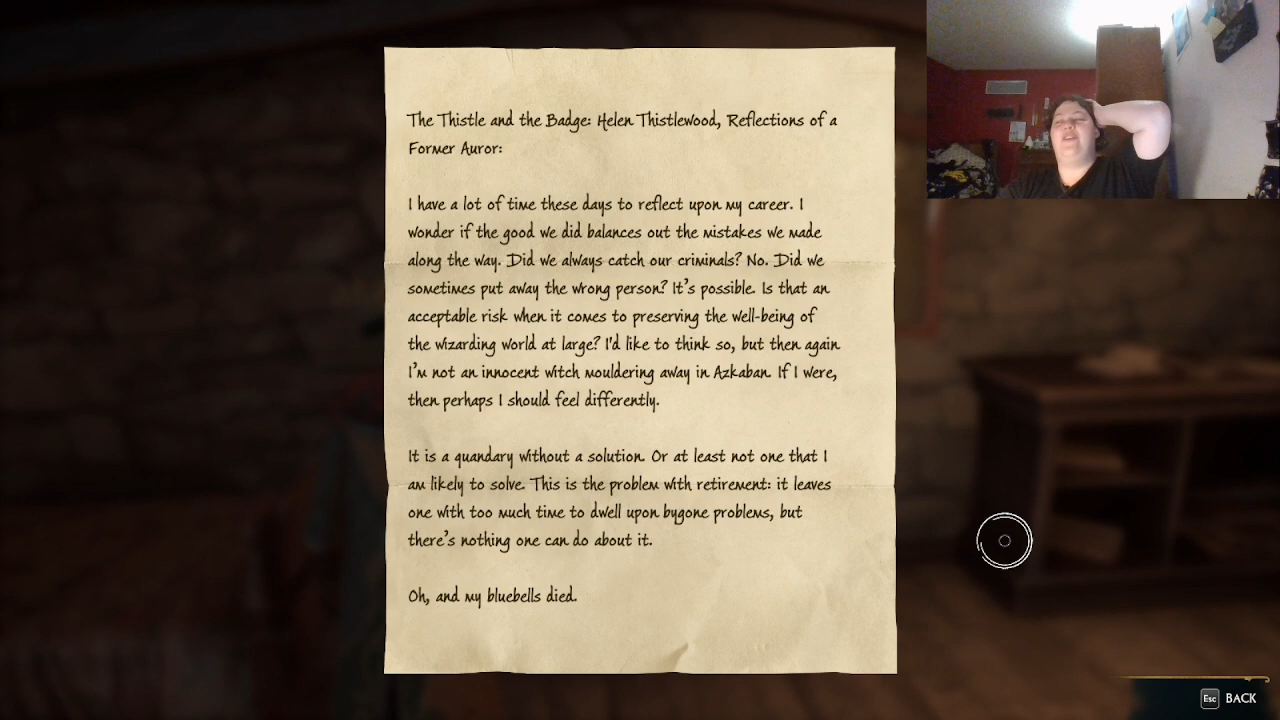 The Thistle and the Badge: Helen Thistlewood, Reflections of a
Former Auror:
I have a lot of time these days to reflect upon my career. I
wonder if the good we did balances out the mistakes we made
along the way. Did we always catch our criminals? No. Did we
sometimes put away the wrong person? It's possible. Is that an
acceptable risk when it comes to preserving the well-being of
the wizarding world at large? I'd like to think so, but then again
I'm not an innocent witch mouldering away in Azkaban. If I were,
then perhaps I should feel differently.
It is a quandary without a solution. Or at least not one that I
am likely to solve. This is the problem with retirement: it leaves
one with too much time to dwell upon bygone problems, but
there's nothing one can do about it.
Oh, and my bluebells died.
Esc BACK